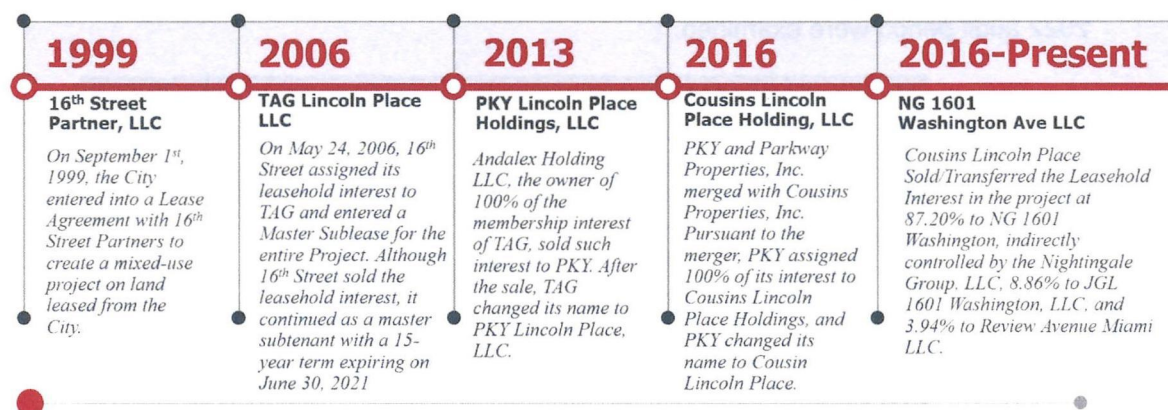 1999
16th Street
Partner, LLC
On September 1st,
1999, the City
entered into a Lease
Agreement with 16th
Street Partners to
create a mixed-use
project on land
leased from the
City.
2006
TAG Lincoln Place
LLC
On May 24, 2006, 16th
Street assigned its
leasehold interest to
TAG and entered a
Master Sublease for the
entire Project. Although
16th Street sold the
leasehold interest, it
continued as a master
subtenant with a 15-
year term expiring on
June 30, 2021
2013
PKY Lincoln Place
Holdings, LLC
Andalex Holding
LLC, the owner of
100% of the
membership interest
of TAG, sold such
interest to PKY. After
the sale, TAG
changed its name to
PKY Lincoln Place,
LLC.
2016
Cousins Lincoln
Place Holding, LLC
PKY and Parkway
Properties, Inc.
merged with Cousins
Properties, Inc.
Pursuant to the
merger, PKY assigned
100% of its interest to
Cousins Lincoln
Place Holdings, and
PKY changed its
name to Cousin
Lincoln Place.
2016-Present
NG 1601
Washington Ave LLC
Cousins Lincoln Place
Sold/Transferred the Leasehold
Interest in the project at
87.20% to NG 1601
Washington, indirectly
controlled by the Nightingale
Group. LLC, 8.86% to JGL
1601 Washington, LLC, and
3.94% to Review Avenue Miami
LLC.